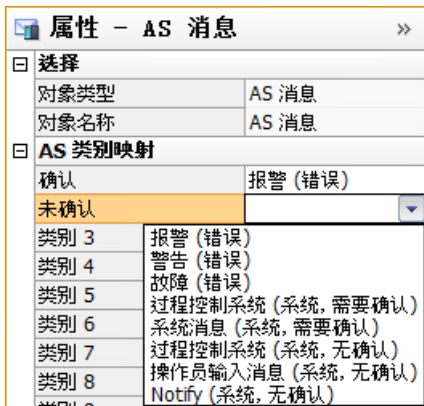 属性 - AS 消息 »
选择
对象类型 AS 消息
对象名称 AS 消息
AS 类别映射
确认 报警 (错误)
未确认
类别 3
类别 4
类别 5
类别 6
类别 7
类别 8
报警 (错误)
警告 (错误)
故障 (错误)
过程控制系统 (系统, 需要确认)
系统消息 (系统, 需要确认)
过程控制系统 (系统, 无确认)
操作员输入消息 (系统, 无确认)
Notify (系统, 无确认)